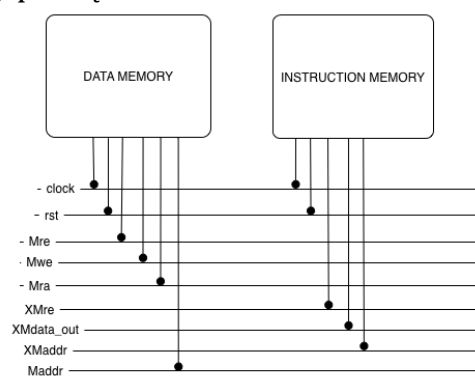 DATA MEMORY
INSTRUCTION MEMORY
- clock
- rst
- Mre
- Mwe
- Mra
XMre
XMdata_out
XMaddr
Maddr